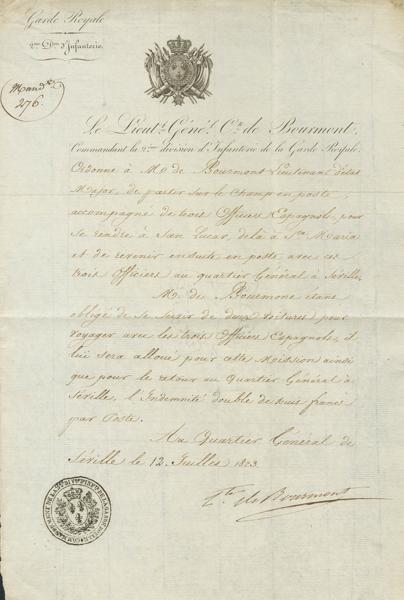 Garde Royale
2me Don d'Infanterie.
Mandt
276.
Le Lieutt. Génl. Cte. de Bourmont,
Commandant la 2me division d'Infanterie de la Garde Royale;
Ordonne à Mr. de Bourmont Lieutenant d'état
Major, de partir sur le champ en poste,
accompagné de trois Officiers Espagnols, pour
se rendre à San Lucar, delà à Ste. Maria
et de revenir ensuite en poste avec ces
trois Officiers au quartier Général à Séville.
Mr. de Bourmont étant
obligé de se servir de deux voitures pour
voyager avec les trois Officiers Espagnols, il
lui sera alloué pour cette Mission ainsi
que pour le retour au Quartier Général à
Séville, l'Indemnité double de francs
par Poste.
Au Quartier Général de
Séville le 12 Juillet 1823
Cte de Bourmont